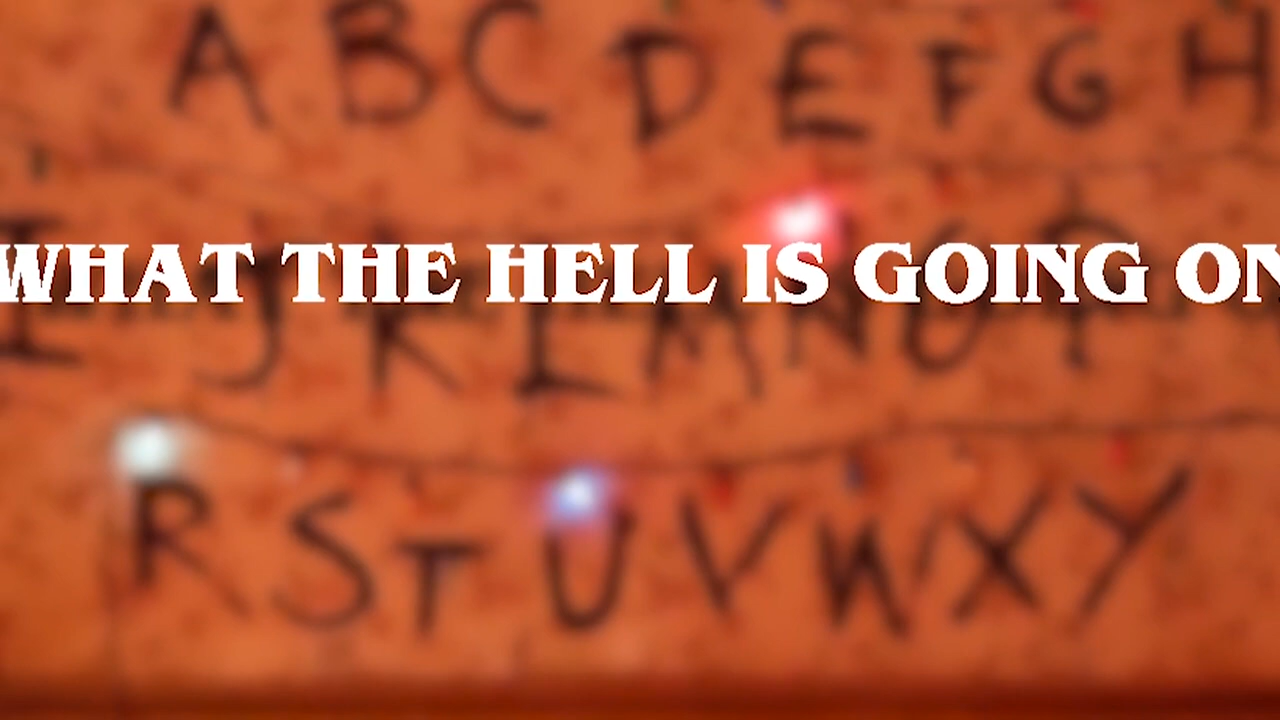 A B C D E F G H
WHAT THE HELL IS GOING ON
I J K L M N O P
R S T U V W X Y